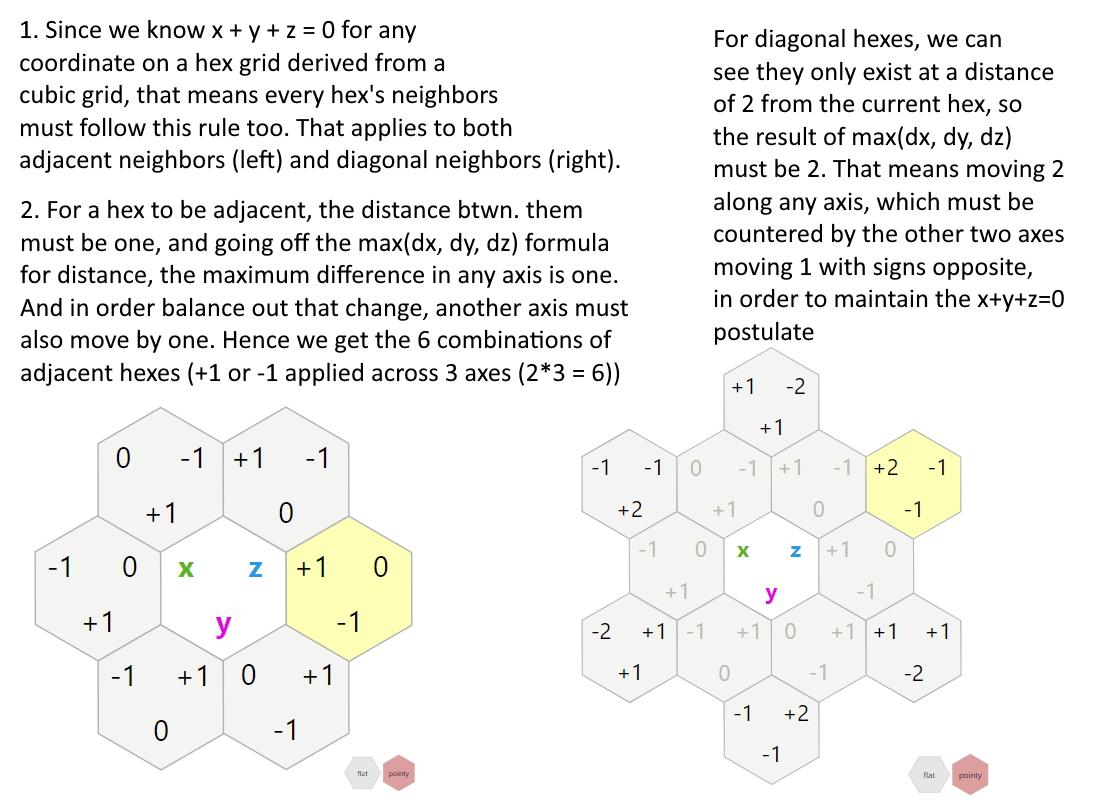 1. Since we know x + y + z = 0 for any
coordinate on a hex grid derived from a
cubic grid, that means every hex's neighbors
must follow this rule too. That applies to both
adjacent neighbors (left) and diagonal neighbors (right).
2. For a hex to be adjacent, the distance btwn. them
must be one, and going off the max(dx, dy, dz) formula
for distance, the maximum difference in any axis is one.
And in order balance out that change, another axis must
also move by one. Hence we get the 6 combinations of
adjacent hexes (+1 or -1 applied across 3 axes (2*3 = 6))
For diagonal hexes, we can
see they only exist at a distance
of 2 from the current hex, so
the result of max(dx, dy, dz)
must be 2. That means moving 2
along any axis, which must be
countered by the other two axes
moving 1 with signs opposite,
in order to maintain the x+y+z=0
postulate
0 -1 +1 -1
+1 0
-1 0 x z +1 0
+1 y -1
-1 +1 0 +1
0 -1
flat pointy
+1 -2
+1
-1 -1 0 -1 +1 -1 +2 -1
+2 +1 0 -1
-1 0 x z +1 0
+1 y -1
-2 +1 -1 +1 0 +1 +1 +1
+1 0 -1 -2
-1 +2
-1
flat pointy